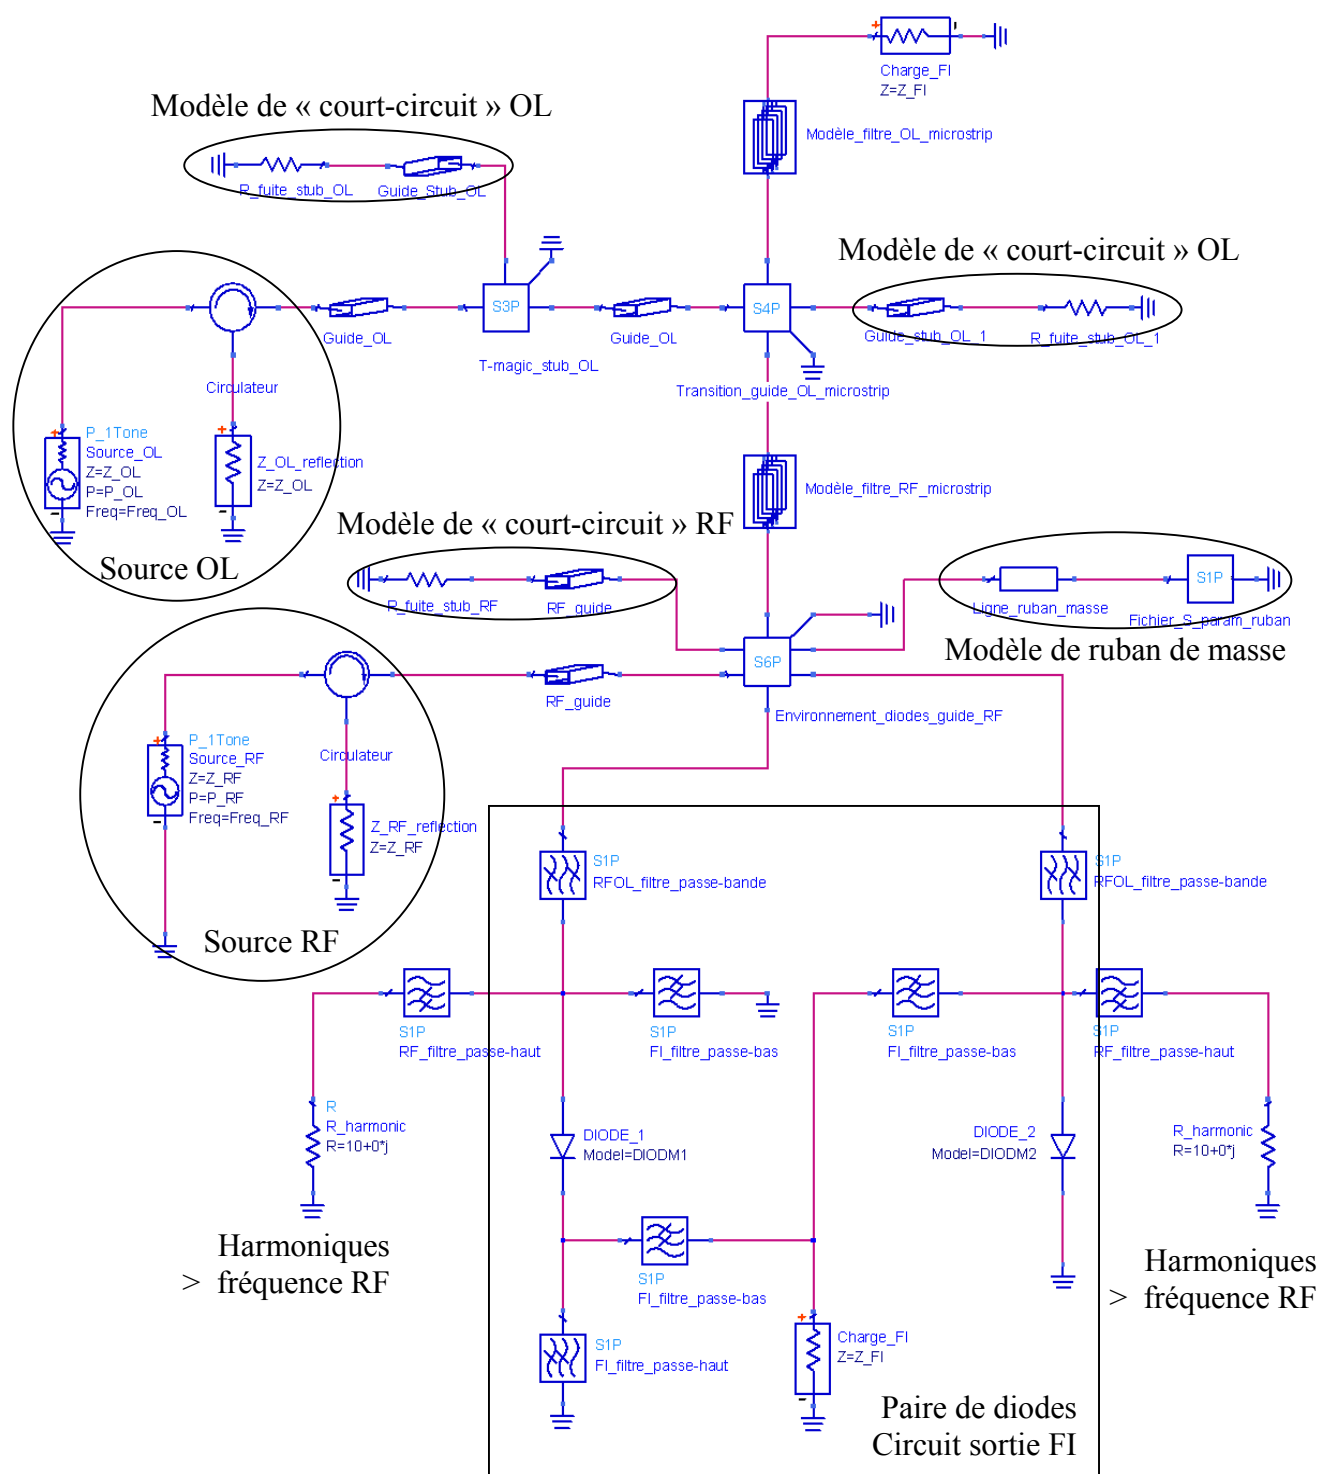 Charge_FI
Z=Z_FI
Modèle de « court-circuit » OL
Modèle_filtre_OL_microstrip
R_fuite_stub_OL
Guide_Stub_OL
Modèle de « court-circuit » OL
S3P
S4P
Guide_OL
Guide_OL
Guide_stub_OL_1
R_fuite_stub_OL_1
T-magic_stub_OL
Transition_guide_OL_microstrip
Circulateur
P_1Tone
Source_OL
Z=Z_OL
P=P_OL
Freq=Freq_OL
Z_OL_reflection
Z=Z_OL
Source OL
Modèle_filtre_RF_microstrip
Modèle de « court-circuit » RF
R_fuite_stub_RF
RF_guide
Ligne_ruban_masse
S1P
Fichier_S_param_ruban
Modèle de ruban de masse
S6P
RF_guide
Environnement_diodes_guide_RF
P_1Tone
Source_RF
Z=Z_RF
P=P_RF
Freq=Freq_RF
Circulateur
Z_RF_reflection
Z=Z_RF
Source RF
S1P
RFOL_filtre_passe-bande
S1P
RFOL_filtre_passe-bande
S1P
RF_filtre_passe-haut
S1P
FI_filtre_passe-bas
S1P
FI_filtre_passe-bas
S1P
RF_filtre_passe-haut
R
R_harmonic
R=10+0*j
DIODE_1
Model=DIODM1
DIODE_2
Model=DIODM2
R_harmonic
R=10+0*j
Harmoniques
> fréquence RF
S1P
FI_filtre_passe-bas
Harmoniques
> fréquence RF
S1P
FI_filtre_passe-haut
Charge_FI
Z=Z_FI
Paire de diodes
Circuit sortie FI